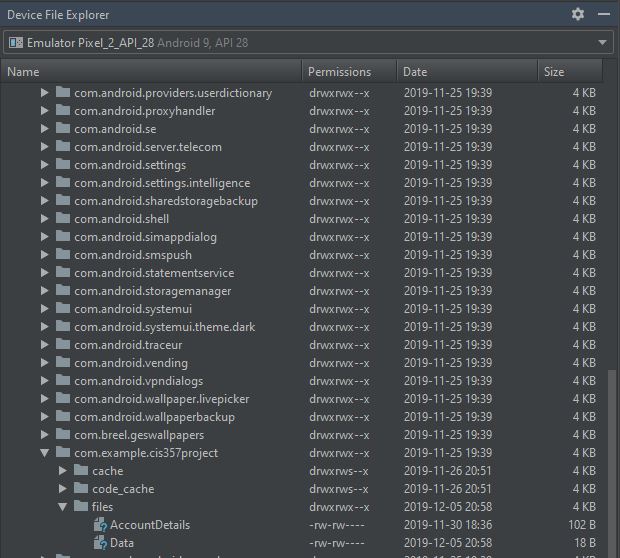 Device File Explorer
Emulator Pixel_2_API_28 Android 9, API 28
Name Permissions Date Size
com.android.providers.userdictionary drwxrwx--x 2019-11-25 19:39 4 KB
com.android.proxyhandler drwxrwx--x 2019-11-25 19:39 4 KB
com.android.se drwxrwx--x 2019-11-25 19:39 4 KB
com.android.server.telecom drwxrwx--x 2019-11-25 19:39 4 KB
com.android.settings drwxrwx--x 2019-11-25 19:39 4 KB
com.android.settings.intelligence drwxrwx--x 2019-11-25 19:39 4 KB
com.android.sharedstoragebackup drwxrwx--x 2019-11-25 19:39 4 KB
com.android.shell drwxrwx--x 2019-11-25 19:39 4 KB
com.android.simappdialog drwxrwx--x 2019-11-25 19:39 4 KB
com.android.smspush drwxrwx--x 2019-11-25 19:39 4 KB
com.android.statementservice drwxrwx--x 2019-11-25 19:39 4 KB
com.android.storagemanager drwxrwx--x 2019-11-25 19:39 4 KB
com.android.systemui drwxrwx--x 2019-11-25 19:39 4 KB
com.android.systemui.theme.dark drwxrwx--x 2019-11-25 19:39 4 KB
com.android.traceur drwxrwx--x 2019-11-25 19:39 4 KB
com.android.vending drwxrwx--x 2019-11-25 19:39 4 KB
com.android.vpndialogs drwxrwx--x 2019-11-25 19:39 4 KB
com.android.wallpaper.livepicker drwxrwx--x 2019-11-25 19:39 4 KB
com.android.wallpaperbackup drwxrwx--x 2019-11-25 19:39 4 KB
com.breel.geswallpapers drwxrwx--x 2019-11-25 19:39 4 KB
com.example.cis357project drwxrwx--x 2019-11-25 19:39 4 KB
cache drwxrws--x 2019-11-26 20:51 4 KB
code_cache drwxrws--x 2019-11-26 20:51 4 KB
files drwxrwx--x 2019-12-05 20:58 4 KB
AccountDetails -rw-rw---- 2019-11-30 18:36 102 B
Data -rw-rw---- 2019-12-05 20:58 18 B